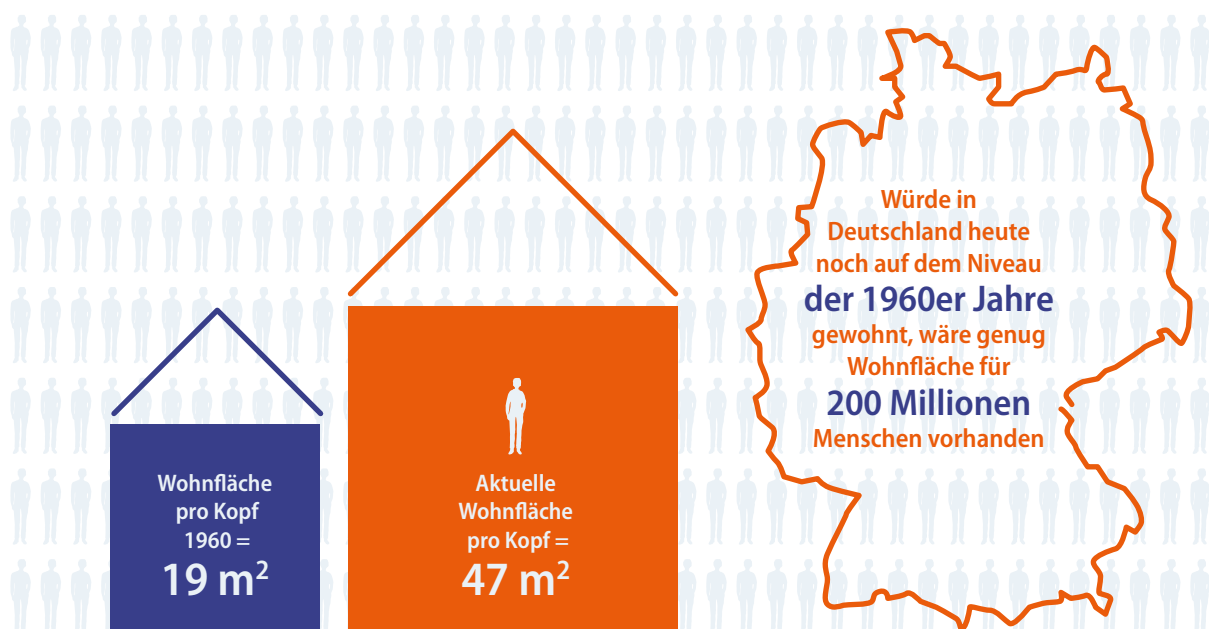 Wohnfläche
pro Kopf
1960 =
19 m²
Aktuelle
Wohnfläche
pro Kopf =
47 m²
Würde in
Deutschland heute
noch auf dem Niveau
der 1960er Jahre
gewohnt, wäre genug
Wohnfläche für
200 Millionen
Menschen vorhanden